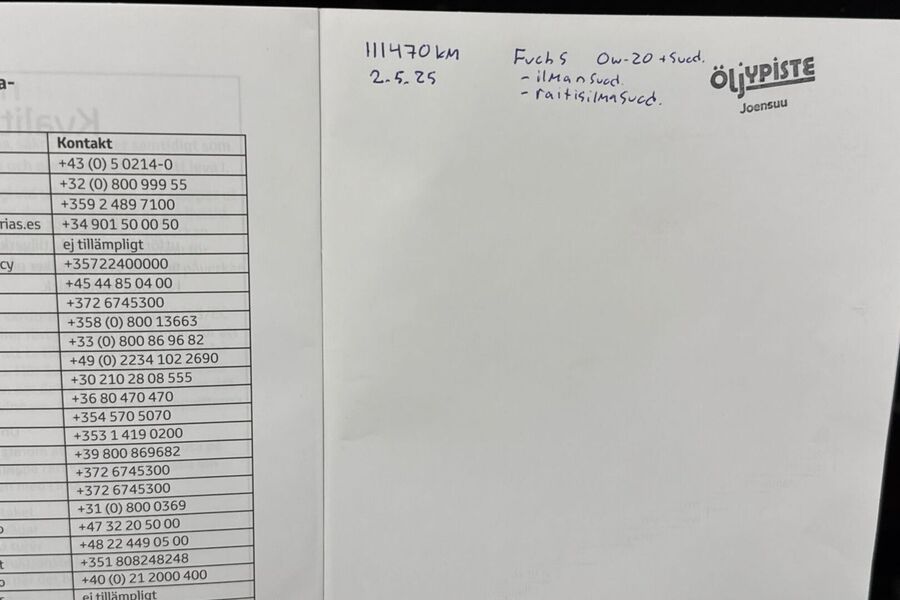 a-
Kontakt
+43 (0) 5 0214-0
+32 (0) 800 999 55
+359 2 489 7100
rias.es +34 901 50 00 50
ej tillämpligt
cy +35722400000
+45 44 85 04 00
+372 6745300
+358 (0) 800 13663
+33 (0) 800 86 96 82
+49 (0) 2234 102 2690
+30 210 28 08 555
+36 80 470 470
+354 570 5070
+353 1 419 0200
+39 800 869682
+372 6745300
+372 6745300
+31 (0) 800 0369
o +47 32 20 50 00
+48 22 449 05 00
t +351 808248248
o +40 (0) 21 2000 400
ej tillämpligt
111470 KM
2.5.25
Fuchs 0w-20 +Suod.
- ilmanSuod.
- raitisilmaSuod.
ÖljYPISTE
Joensuu